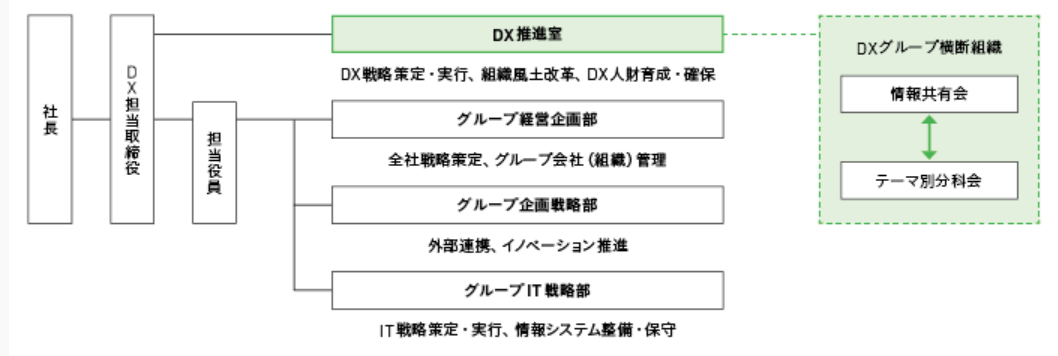 社長
DX担当取締役
担当役員
DX推進室
DX戦略策定・実行、組織風土改革、DX人財育成・確保
グループ経営企画部
全社戦略策定、グループ会社（組織）管理
グループ企画戦略部
外部連携、イノベーション推進
グループIT戦略部
IT戦略策定・実行、情報システム整備・保守
DXグループ横断組織
情報共有会
テーマ別分科会